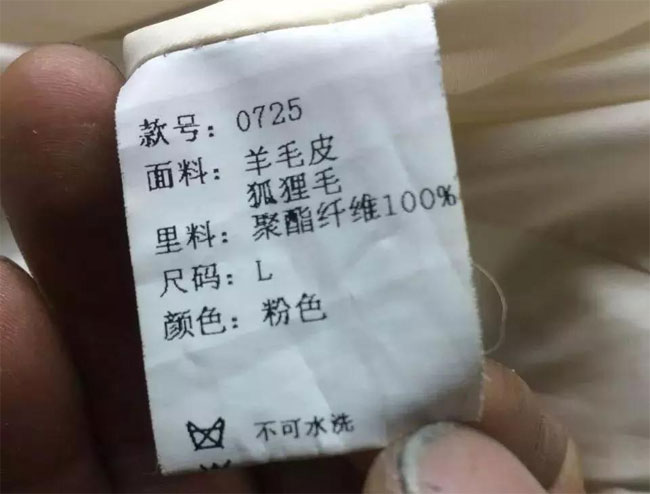 款号：0725
面料：羊毛皮
狐狸毛
里料：聚酯纤维100%
尺码：L
颜色：粉色
不可水洗